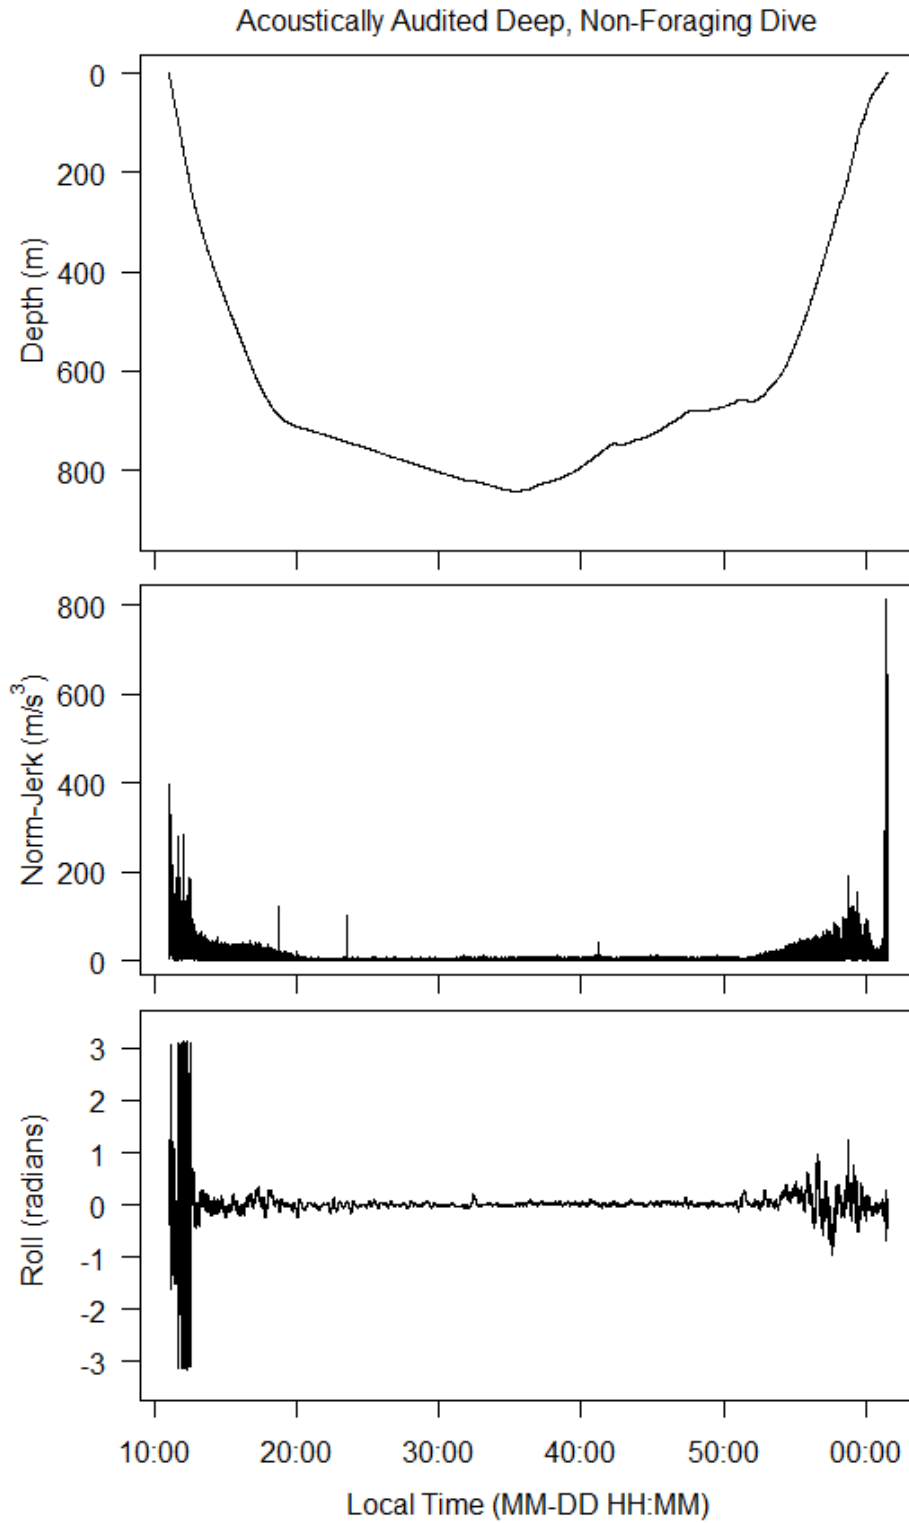 Acoustically Audited Deep, Non-Foraging Dive
0
200
400
600
800
Depth (m)
800
600
400
200
0
Norm-Jerk (m/s³)
3
2
1
0
-1
-2
-3
Roll (radians)
10:00 20:00 30:00 40:00 50:00 00:00
Local Time (MM-DD HH:MM)